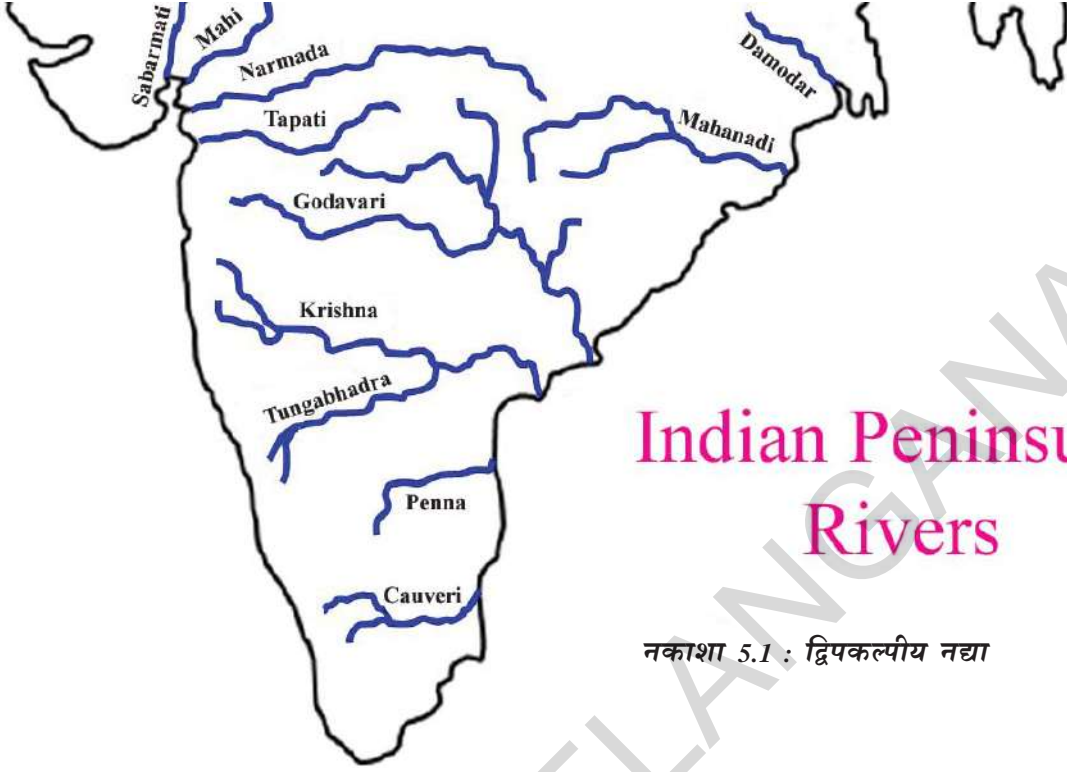 Sabarmati
Mahi
Narmada
Tapati
Damodar
Mahanadi
Godavari
Krishna
Tungabhadra
Penna
Cauveri
Indian Peninsu
Rivers
नकाशा 5.1 : द्विपकल्पीय नद्या
ELANGANA